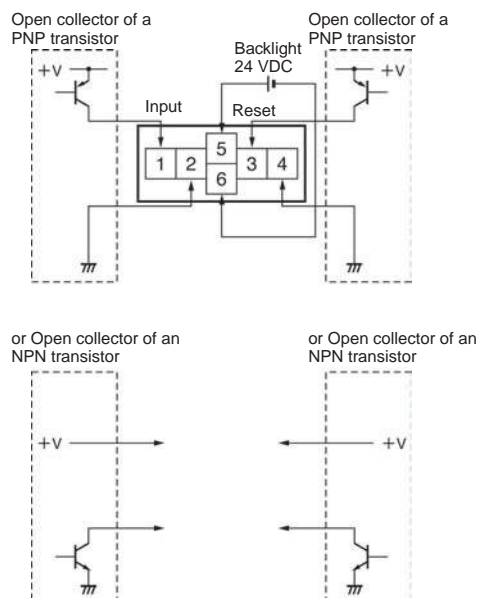 Open collector of a
PNP transistor
Open collector of a
PNP transistor
Backlight
24 VDC
+V
+V
Input
Reset
5
1 2 3 4
6
or Open collector of an
NPN transistor
or Open collector of an
NPN transistor
+V
+V